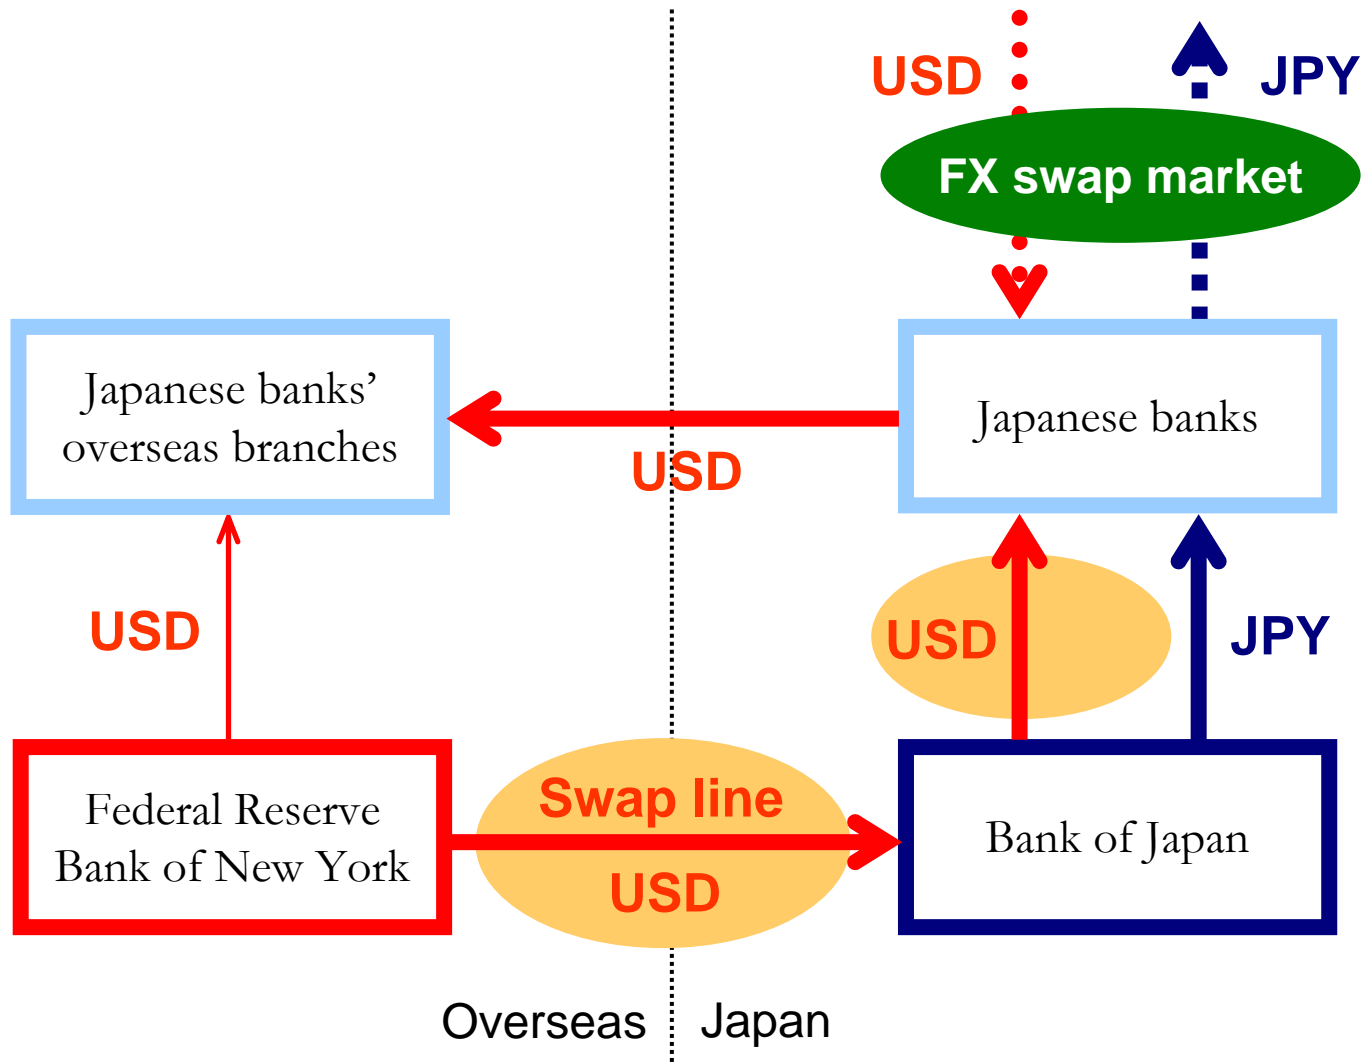 USD
JPY
FX swap market
Japanese banks’
overseas branches
Japanese banks
USD
USD
USD
JPY
Federal Reserve
Bank of New York
Swap line
USD
Bank of Japan
Overseas
Japan